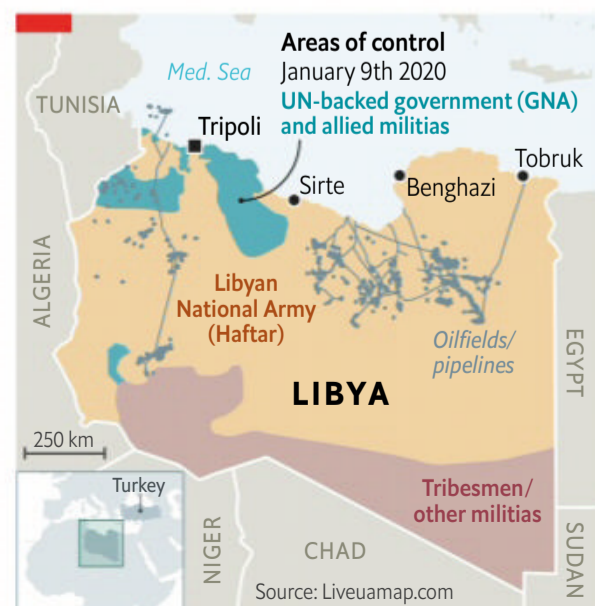 Areas of control
January 9th 2020
UN-backed government (GNA)
and allied militias
Med. Sea
TUNISIA
Tripoli
Sirte
Benghazi
Tobruk
ALGERIA
Libyan
National Army
(Haftar)
Oilfields/
pipelines
EGYPT
LIBYA
250 km
Turkey
Tribesmen/
other militias
NIGER
CHAD
SUDAN
Source: Liveuamap.com